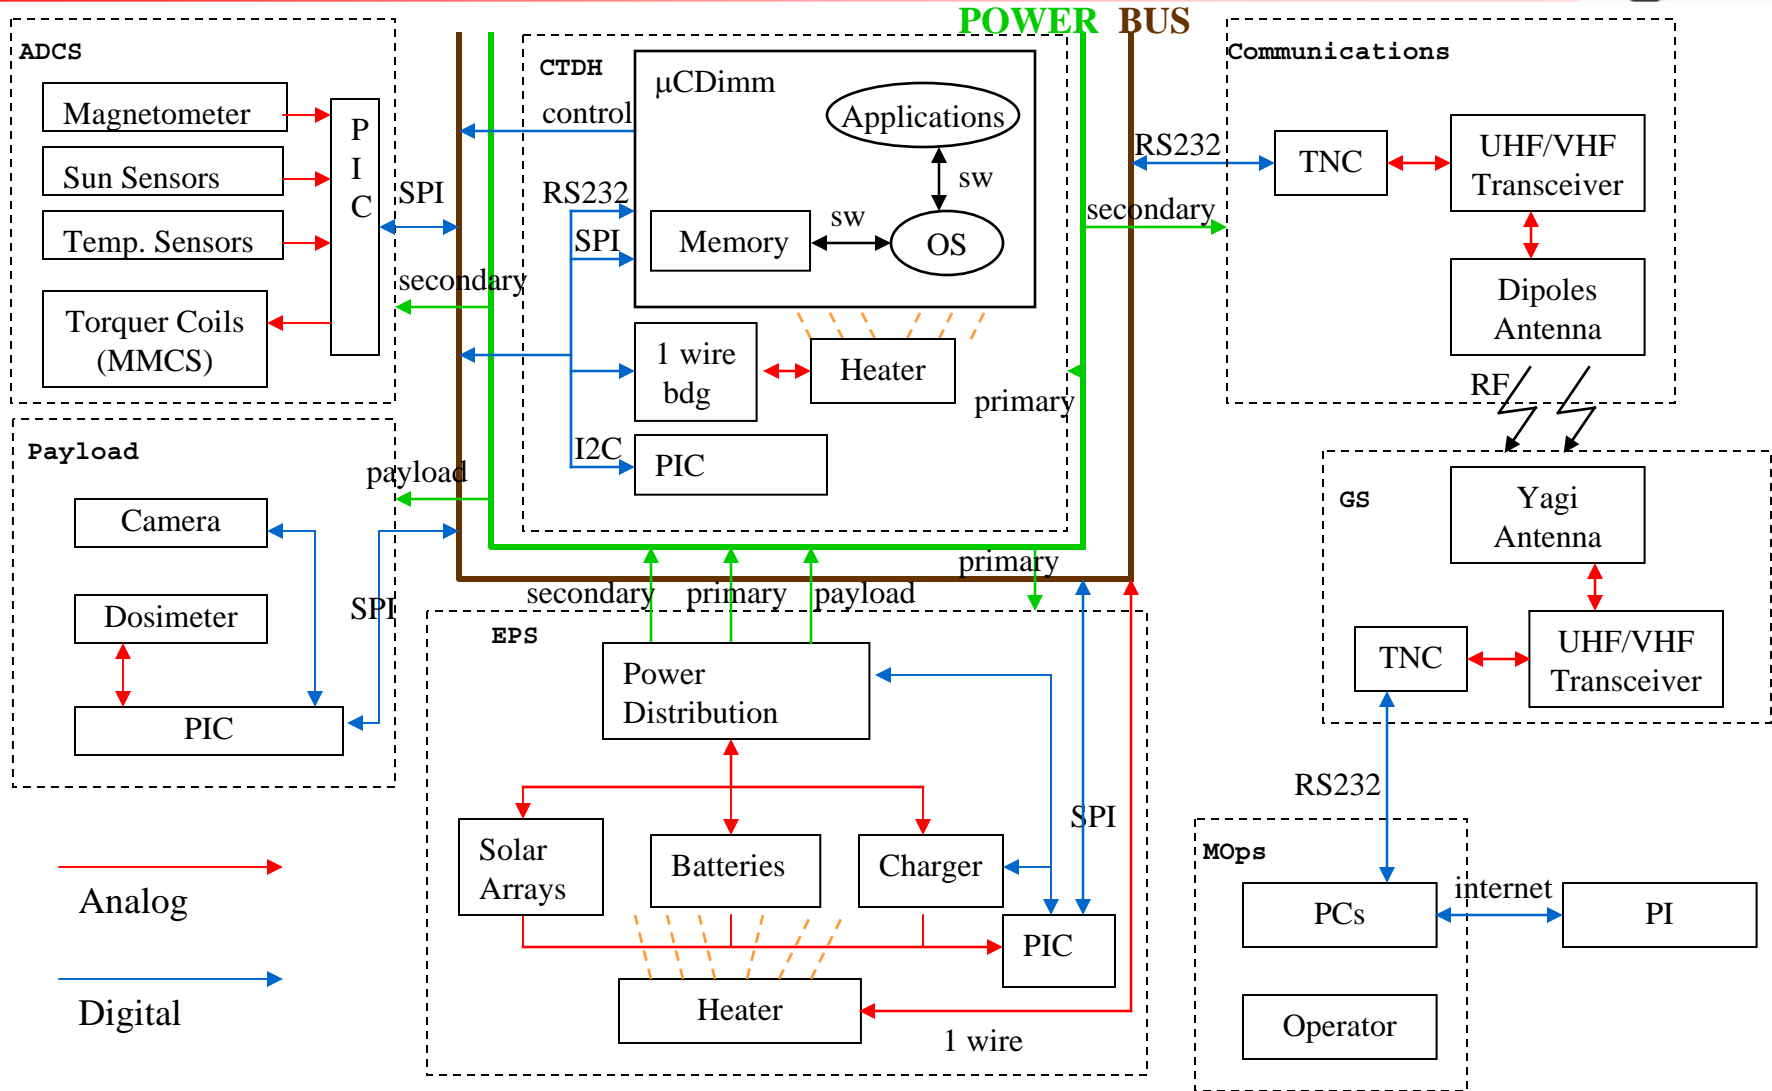 POWER BUS
ADCS
Magnetometer
Sun Sensors
Temp. Sensors
Torquer Coils
(MMCS)
P
I
C
SPI
secondary
CTDH
control
μCDimm
Applications
sw
RS232
SPI
Memory
sw
OS
1 wire
bdg
Heater
primary
I2C
PIC
Communications
RS232
TNC
UHF/VHF
Transceiver
secondary
Dipoles
Antenna
RF
Payload
payload
Camera
Dosimeter
SPI
PIC
GS
Yagi
Antenna
TNC
UHF/VHF
Transceiver
RS232
secondary
primary
payload
primary
EPS
Power
Distribution
SPI
Solar
Arrays
Batteries
Charger
PIC
Heater
1 wire
MOps
PCs
internet
PI
Operator
Analog
Digital